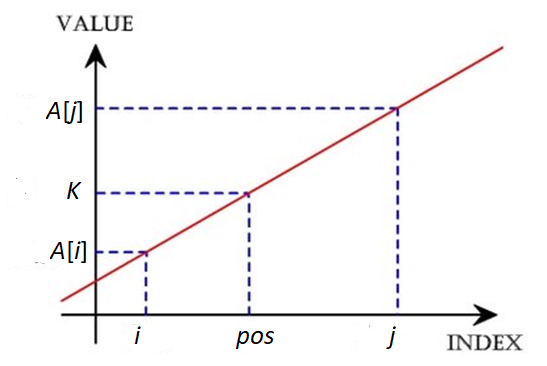 VALUE
A[j]
K
A[i]
i pos j
INDEX